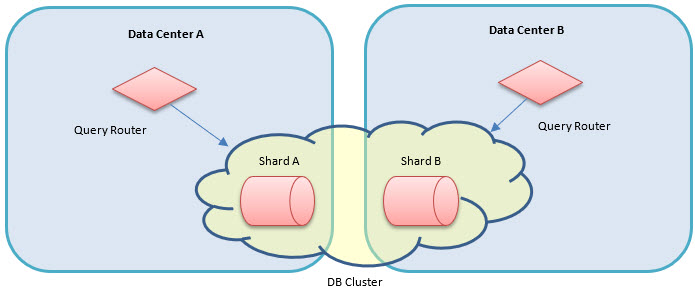 Data Center A
Data Center B
Query Router
Query Router
Shard A
Shard B
DB Cluster